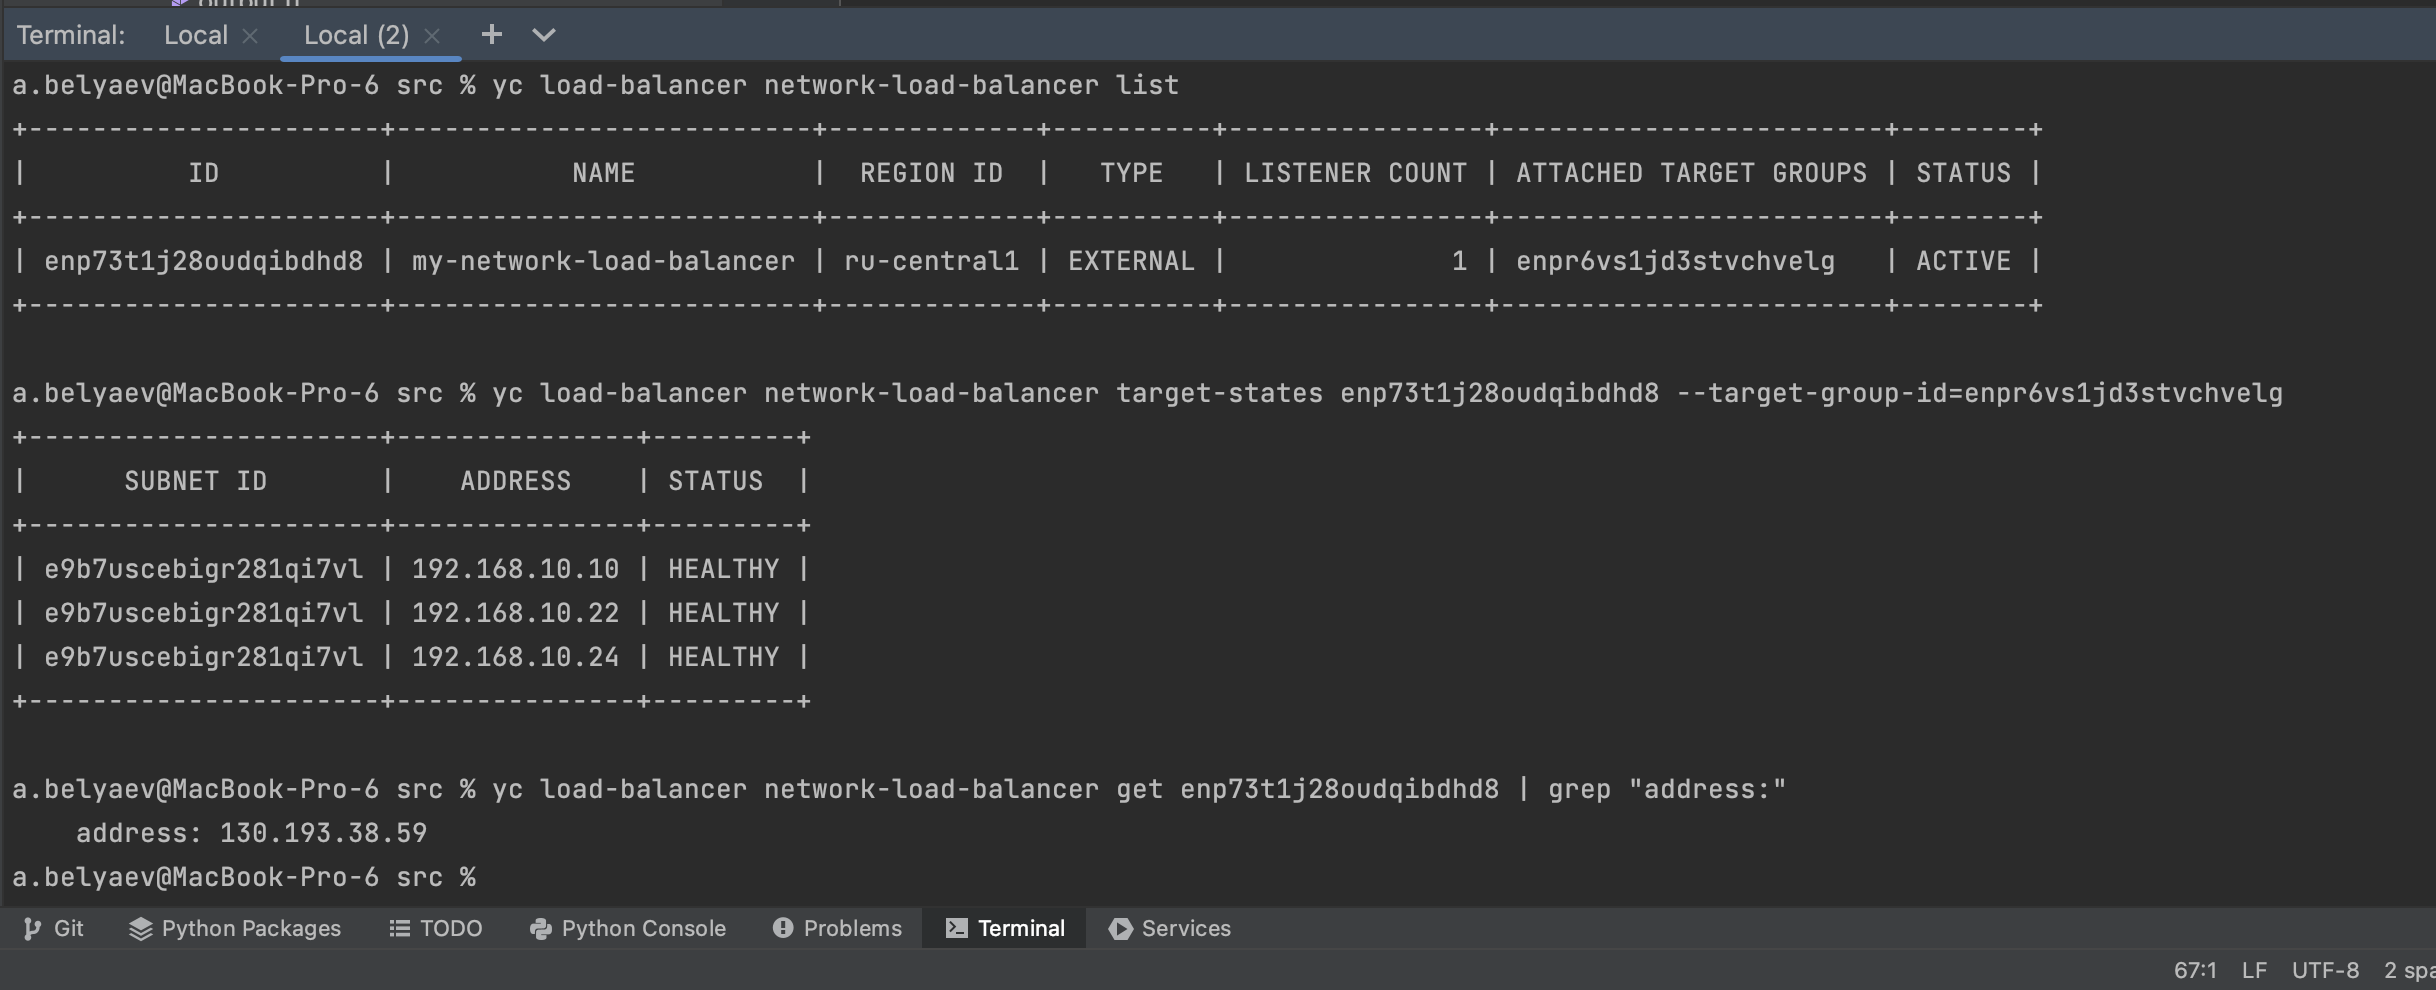 Terminal: Local Local (2)
a.belyaev@MacBook-Pro-6 src % yc load-balancer network-load-balancer list
+----------------------+--------------------------+-------------+----------+----------------+------------------------+--------+
|          ID          |           NAME           |  REGION ID  |   TYPE   | LISTENER COUNT | ATTACHED TARGET GROUPS | STATUS |
+----------------------+--------------------------+-------------+----------+----------------+------------------------+--------+
| enp73t1j28oudqibdhd8 | my-network-load-balancer | ru-central1 | EXTERNAL |              1 | enpr6vs1jd3stvchvelg   | ACTIVE |
+----------------------+--------------------------+-------------+----------+----------------+------------------------+--------+
a.belyaev@MacBook-Pro-6 src % yc load-balancer network-load-balancer target-states enp73t1j28oudqibdhd8 --target-group-id=enpr6vs1jd3stvchvelg
+----------------------+---------------+---------+
|      SUBNET ID       |    ADDRESS    | STATUS  |
+----------------------+---------------+---------+
| e9b7uscebigr281qi7vl | 192.168.10.10 | HEALTHY |
| e9b7uscebigr281qi7vl | 192.168.10.22 | HEALTHY |
| e9b7uscebigr281qi7vl | 192.168.10.24 | HEALTHY |
+----------------------+---------------+---------+
a.belyaev@MacBook-Pro-6 src % yc load-balancer network-load-balancer get enp73t1j28oudqibdhd8 | grep "address:"
    address: 130.193.38.59
a.belyaev@MacBook-Pro-6 src %
Git Python Packages TODO Python Console Problems Terminal Services
67:1 LF UTF-8 2